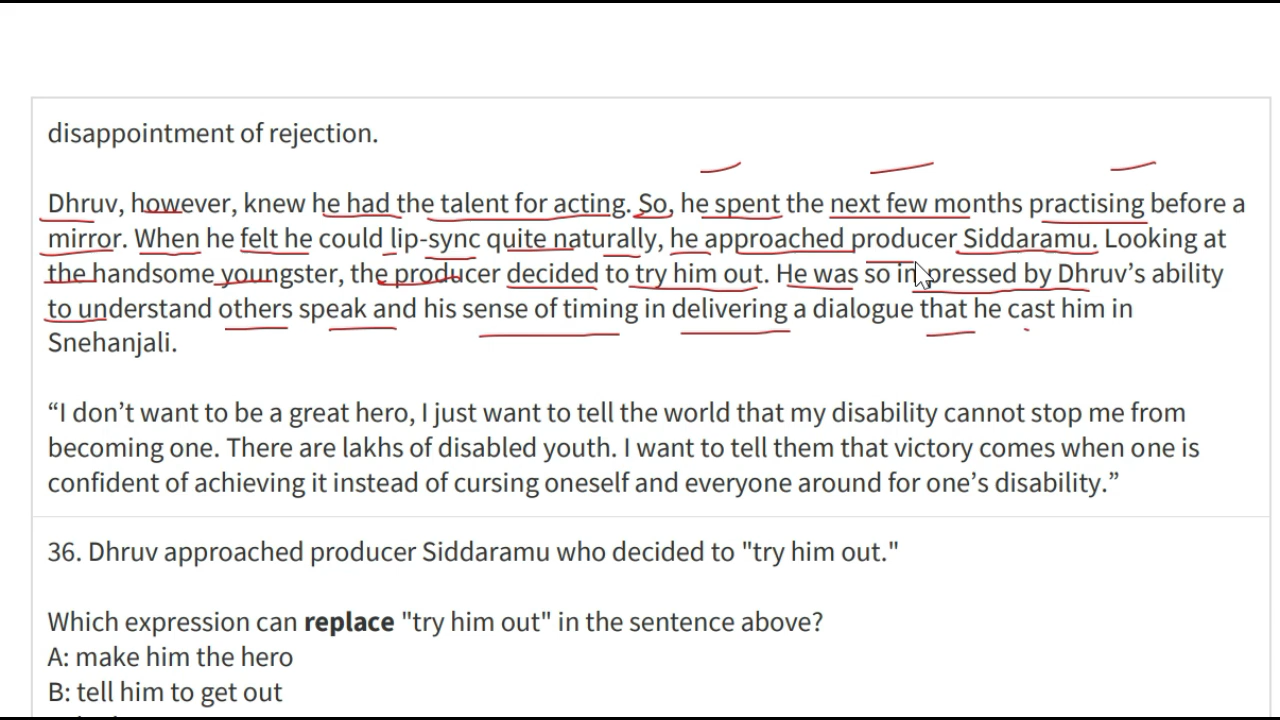 disappointment of rejection.
Dhruv, however, knew he had the talent for acting. So, he spent the next few months practising before a
mirror. When he felt he could lip-sync quite naturally, he approached producer Siddaramu. Looking at
the handsome youngster, the producer decided to try him out. He was so impressed by Dhruv’s ability
to understand others speak and his sense of timing in delivering a dialogue that he cast him in
Snehanjali.
“I don’t want to be a great hero, I just want to tell the world that my disability cannot stop me from
becoming one. There are lakhs of disabled youth. I want to tell them that victory comes when one is
confident of achieving it instead of cursing oneself and everyone around for one’s disability.”
36. Dhruv approached producer Siddaramu who decided to "try him out."
Which expression can replace "try him out" in the sentence above?
A: make him the hero
B: tell him to get out